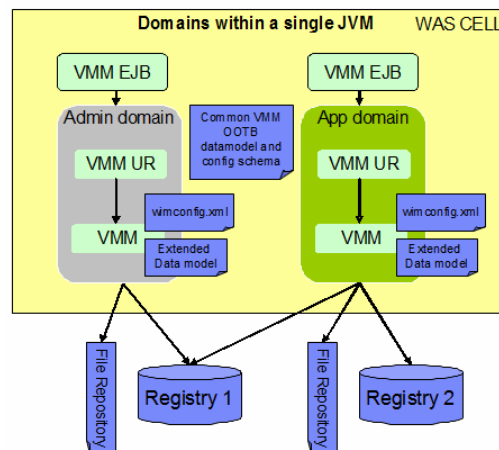 Domains within a single JVM
WAS CELL
VMM EJB
VMM EJB
Admin domain
VMM UR
wimconfig.xml
VMM
Extended
Data model
Common VMM
OOTB
datamodel and
config schema
App domain
VMM UR
wimconfig.xml
VMM
Extended
Data model
File Repository
Registry 1
File Repository
Registry 2